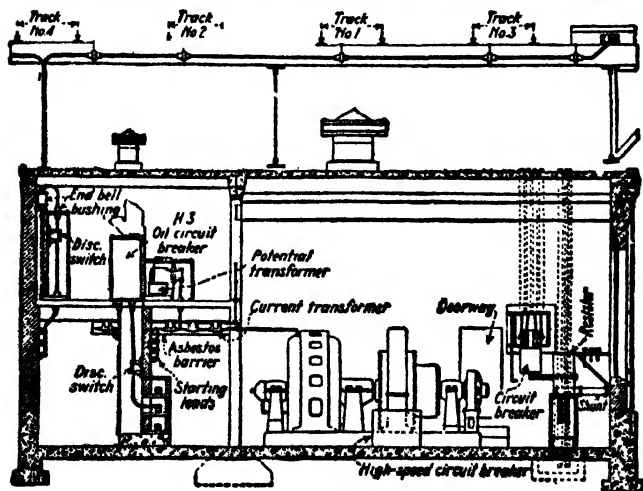 Track
No.4
Track
No.2
Track
No.1
Track
No.3
End bell
bushing
H 3
Oil circuit
breaker
Disc.
switch
Potential
transformer
Current transformer
Doorway
Resistor
Disc.
switch
Asbestos
barrier
Starting
leads
Circuit
breaker
Shunt
High-speed circuit breaker